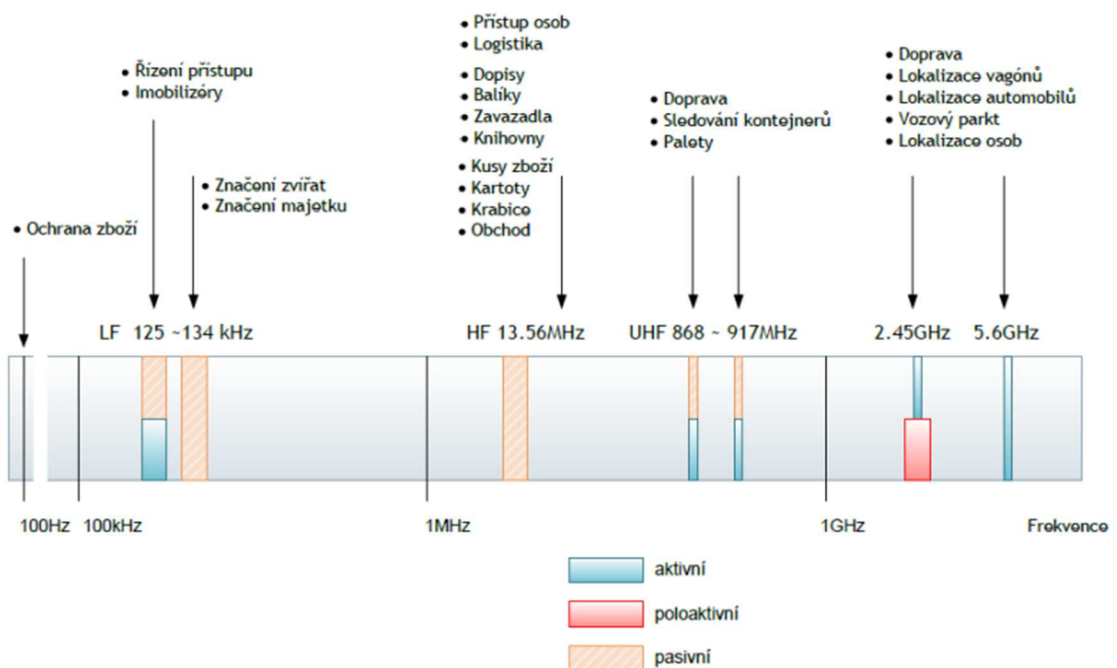 • Přístup osob
• Logistika
• Dopisy
• Balíky
• Zavazadla
• Knihovny
• Kusy zboží
• Kartoty
• Krabice
• Obchod
• Řízení přístupu
• Imobilizéry
• Doprava
• Lokalizace vagónů
• Lokalizace automobilů
• Vozový parkt
• Lokalizace osob
• Doprava
• Sledování kontejnerů
• Palety
• Značení zvířat
• Značení majetku
• Ochrana zboží
LF 125 ~134 kHz
HF 13.56MHz
UHF 868 ~ 917MHz
2.45GHz
5.6GHz
100Hz
100kHz
1MHz
1GHz
Frekvence
aktivní
poloaktivní
pasivní